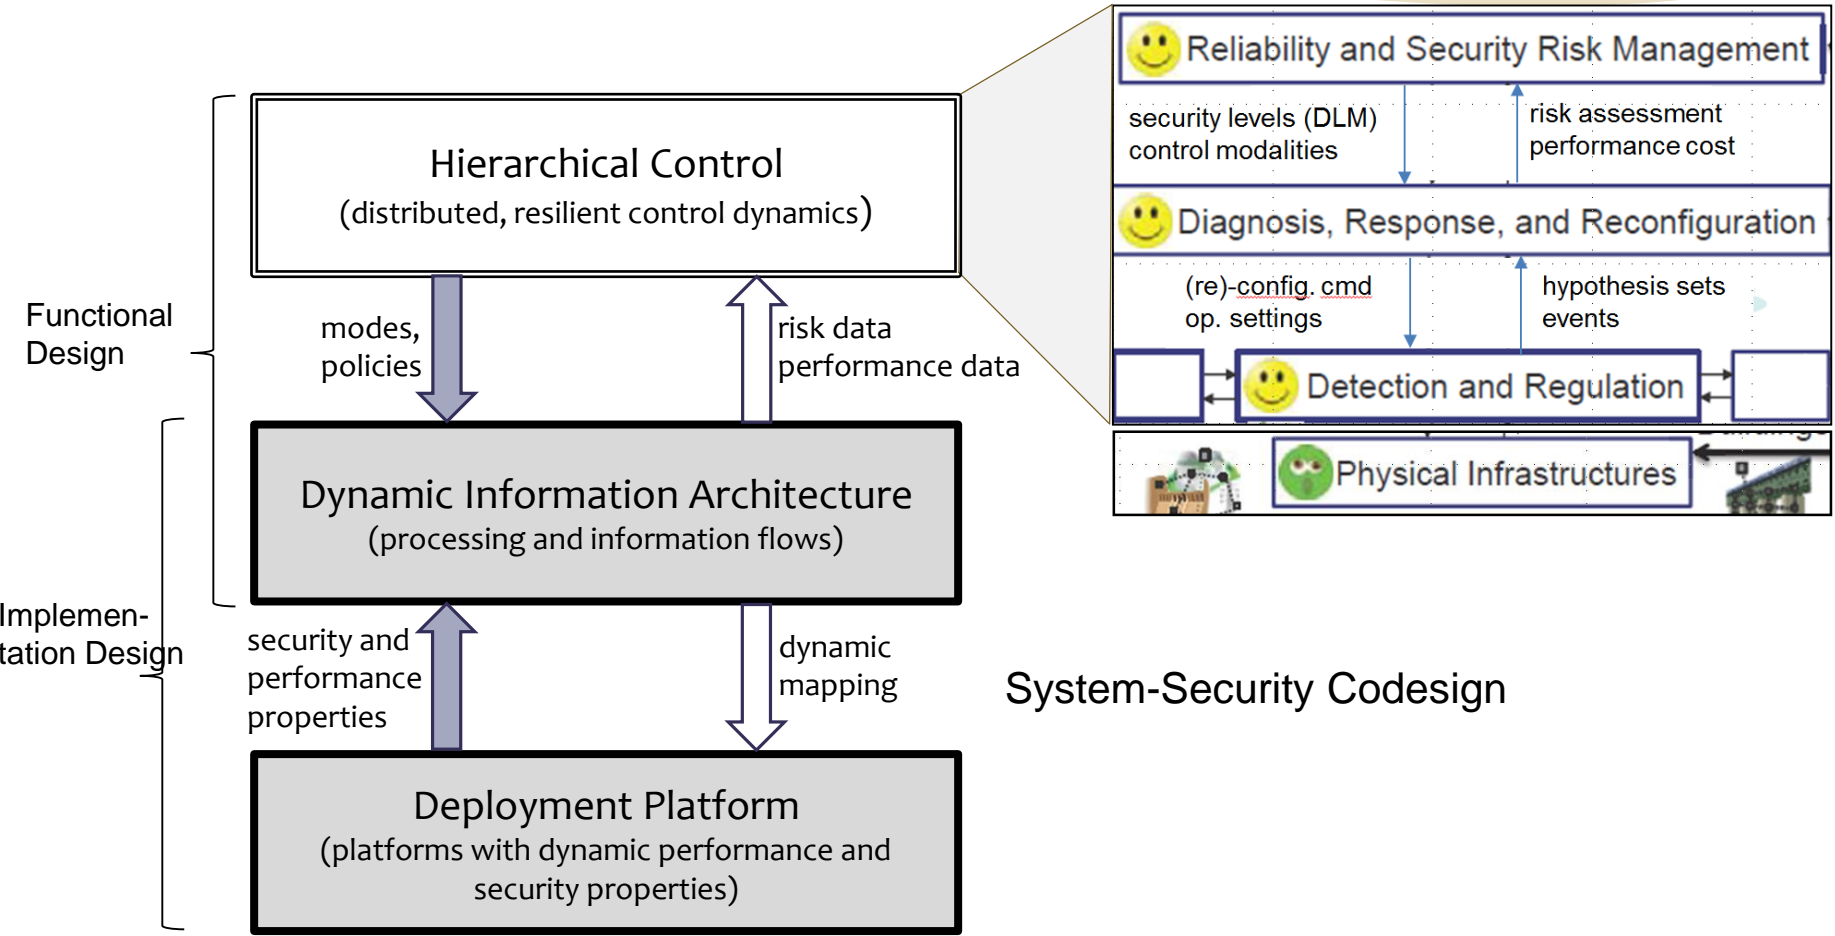 Functional
Design
Implemen-
tation Design
Hierarchical Control
(distributed, resilient control dynamics)
modes,
policies
risk data
performance data
Dynamic Information Architecture
(processing and information flows)
security and
performance
properties
dynamic
mapping
Deployment Platform
(platforms with dynamic performance and
security properties)
Reliability and Security Risk Management
security levels (DLM)
control modalities
risk assessment
performance cost
Diagnosis, Response, and Reconfiguration
(re)-config. cmd
op. settings
hypothesis sets
events
Detection and Regulation
Physical Infrastructures
System-Security Codesign